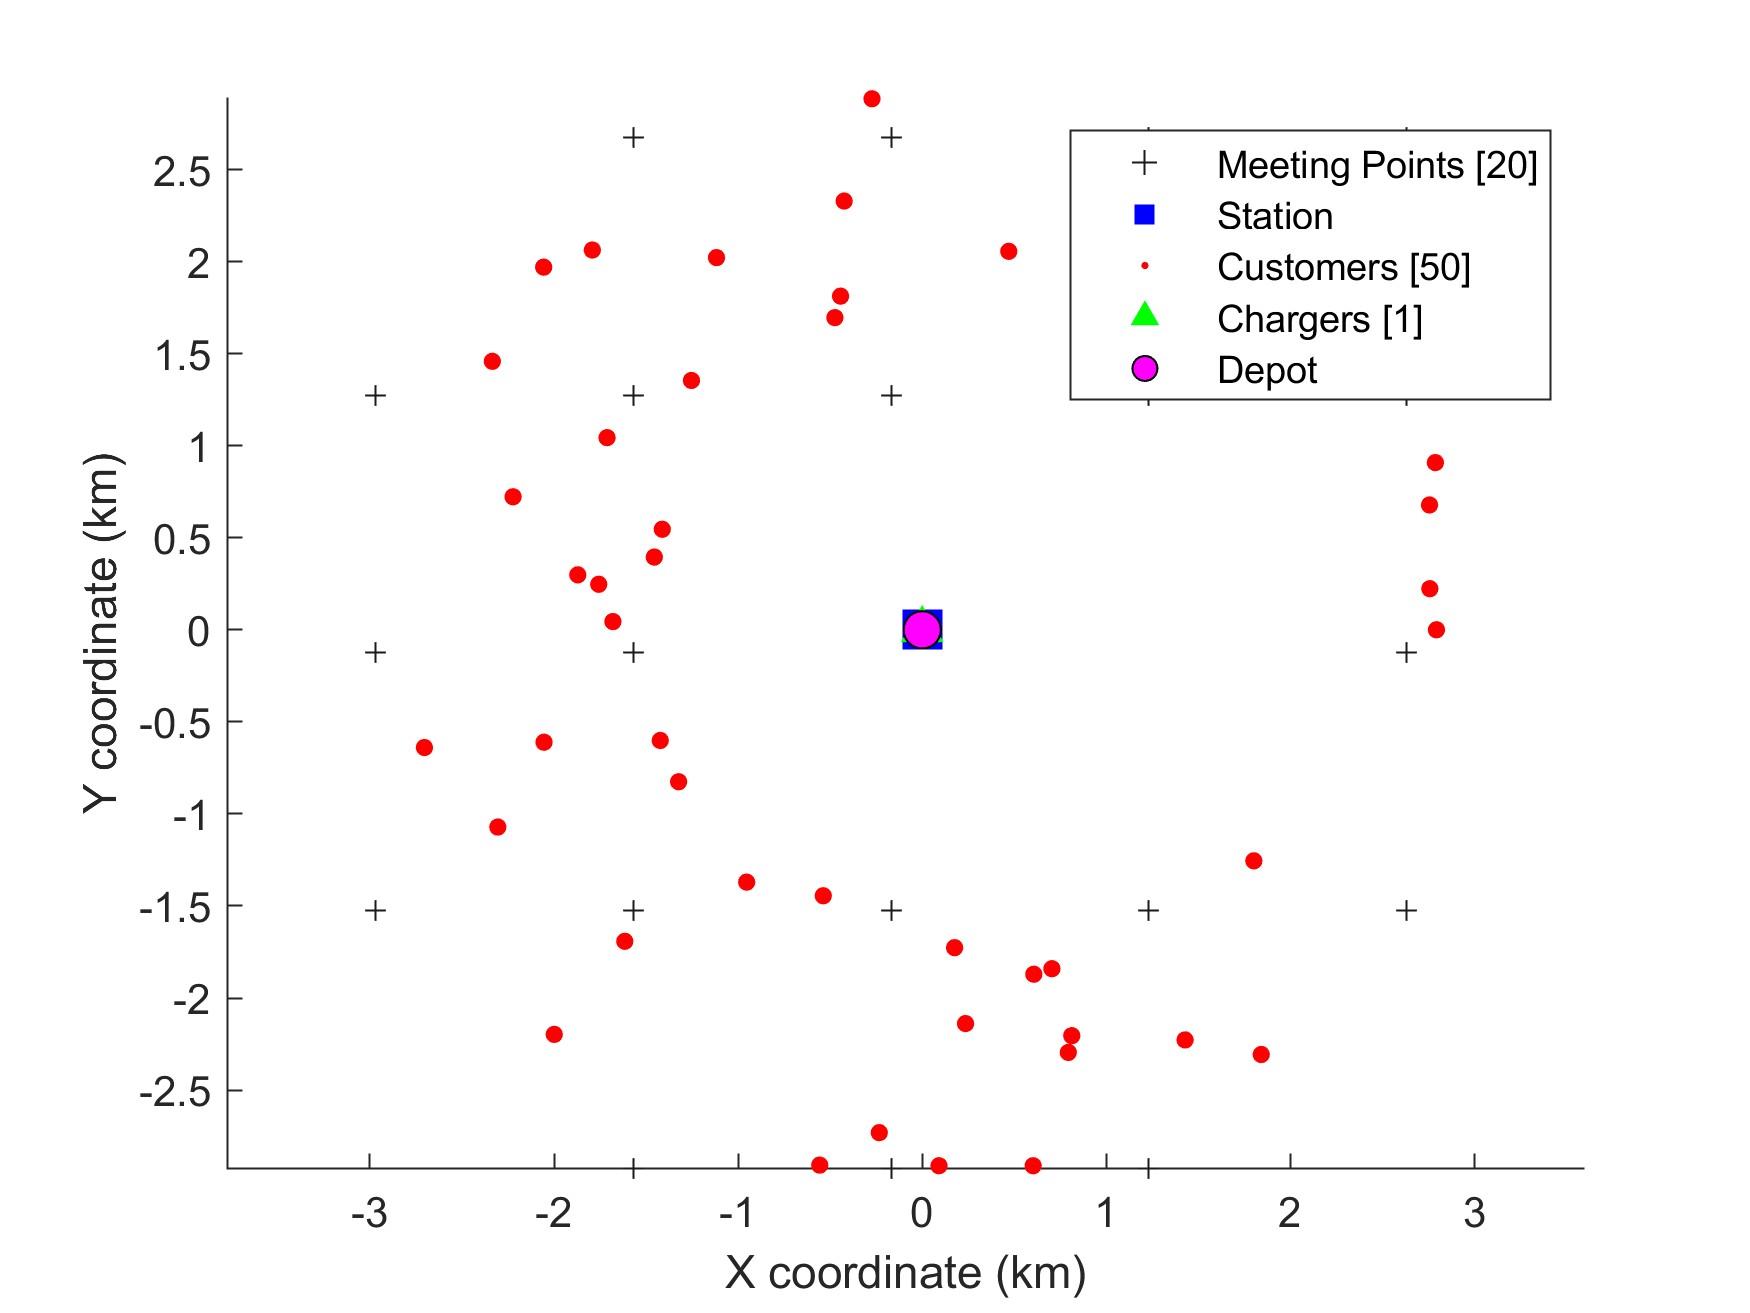 Meeting Points [20]
Station
Customers [50]
Chargers [1]
Depot
2.5
2
1.5
1
0.5
0
-0.5
-1
-1.5
-2
-2.5
Y coordinate (km)
-3 -2 -1 0 1 2 3
X coordinate (km)